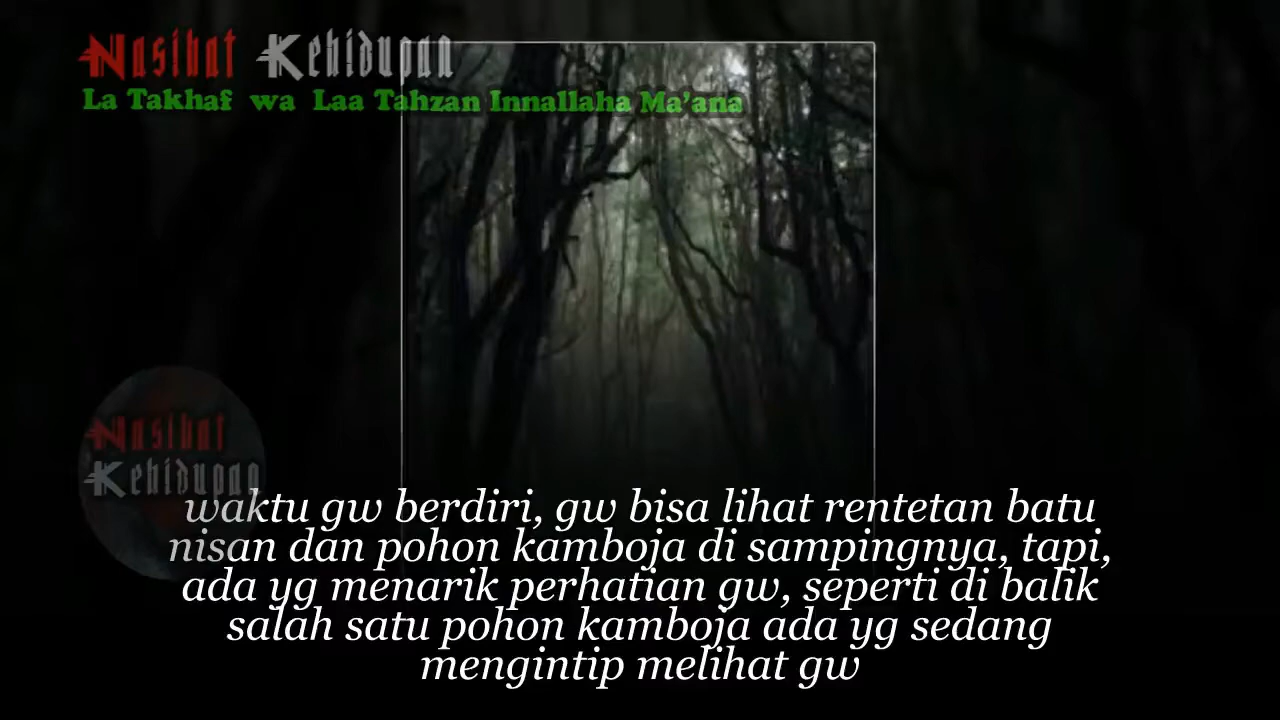 Nasihat Kehidupan
La Takhaf wa Laa Tahzan Innallaha Ma'ana
Nasihat
Kehidupan
waktu gw berdiri, gw bisa lihat rentetan batu
nisan dan pohon kamboja di sampingnya, tapi,
ada yg menarik perhatian gw, seperti di balik
salah satu pohon kamboja ada yg sedang
mengintip melihat gw